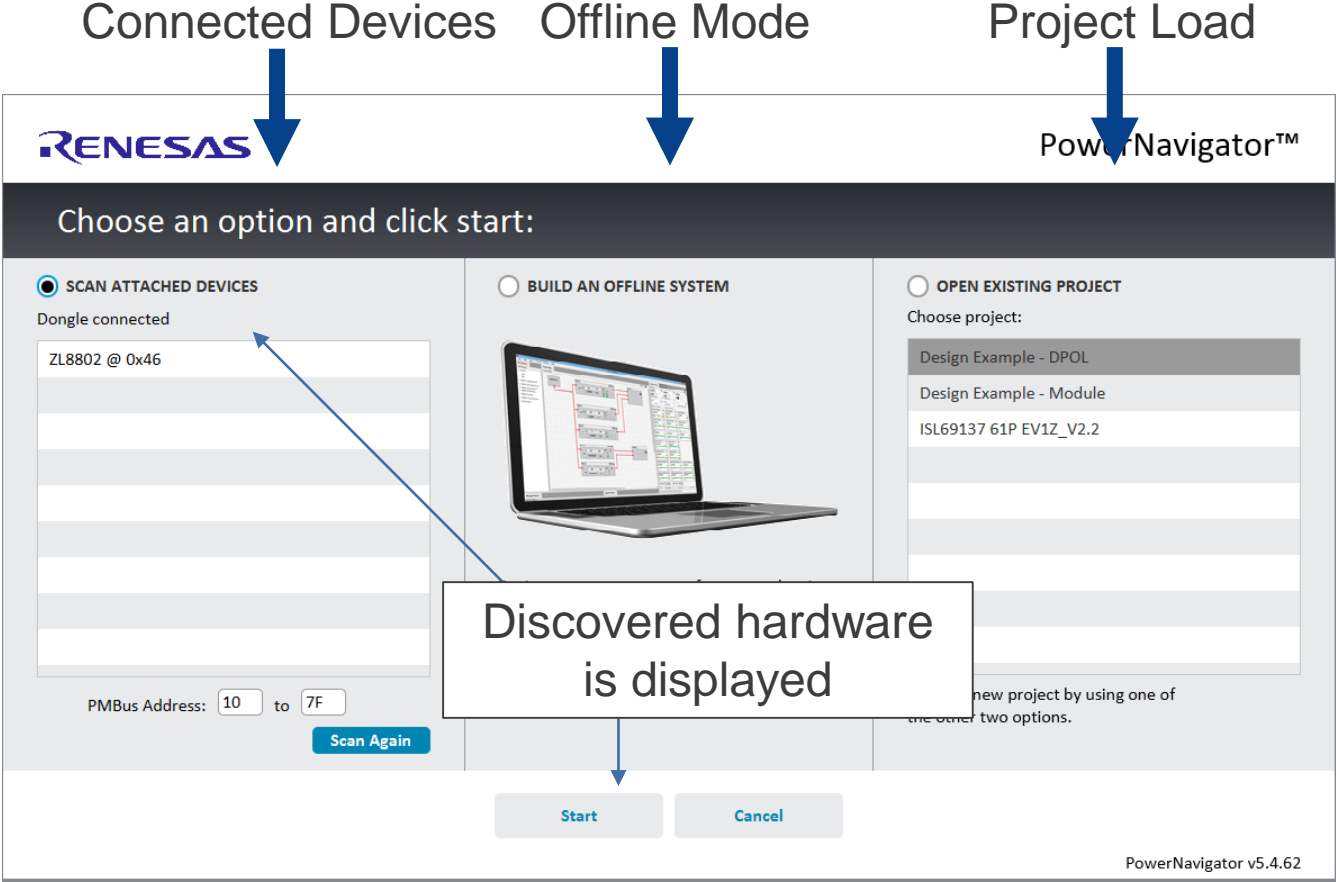 Connected Devices Offline Mode Project Load
RENESAS
PowerNavigator™
Choose an option and click start:
SCAN ATTACHED DEVICES
Dongle connected
ZL8802 @ 0x46
PMBus Address: 10 to 7F
Scan Again
BUILD AN OFFLINE SYSTEM
Discovered hardware
is displayed
OPEN EXISTING PROJECT
Choose project:
Design Example - DPOL
Design Example - Module
ISL69137 61P EV1Z_V2.2
new project by using one of
the other two options.
Start Cancel
PowerNavigator v5.4.62